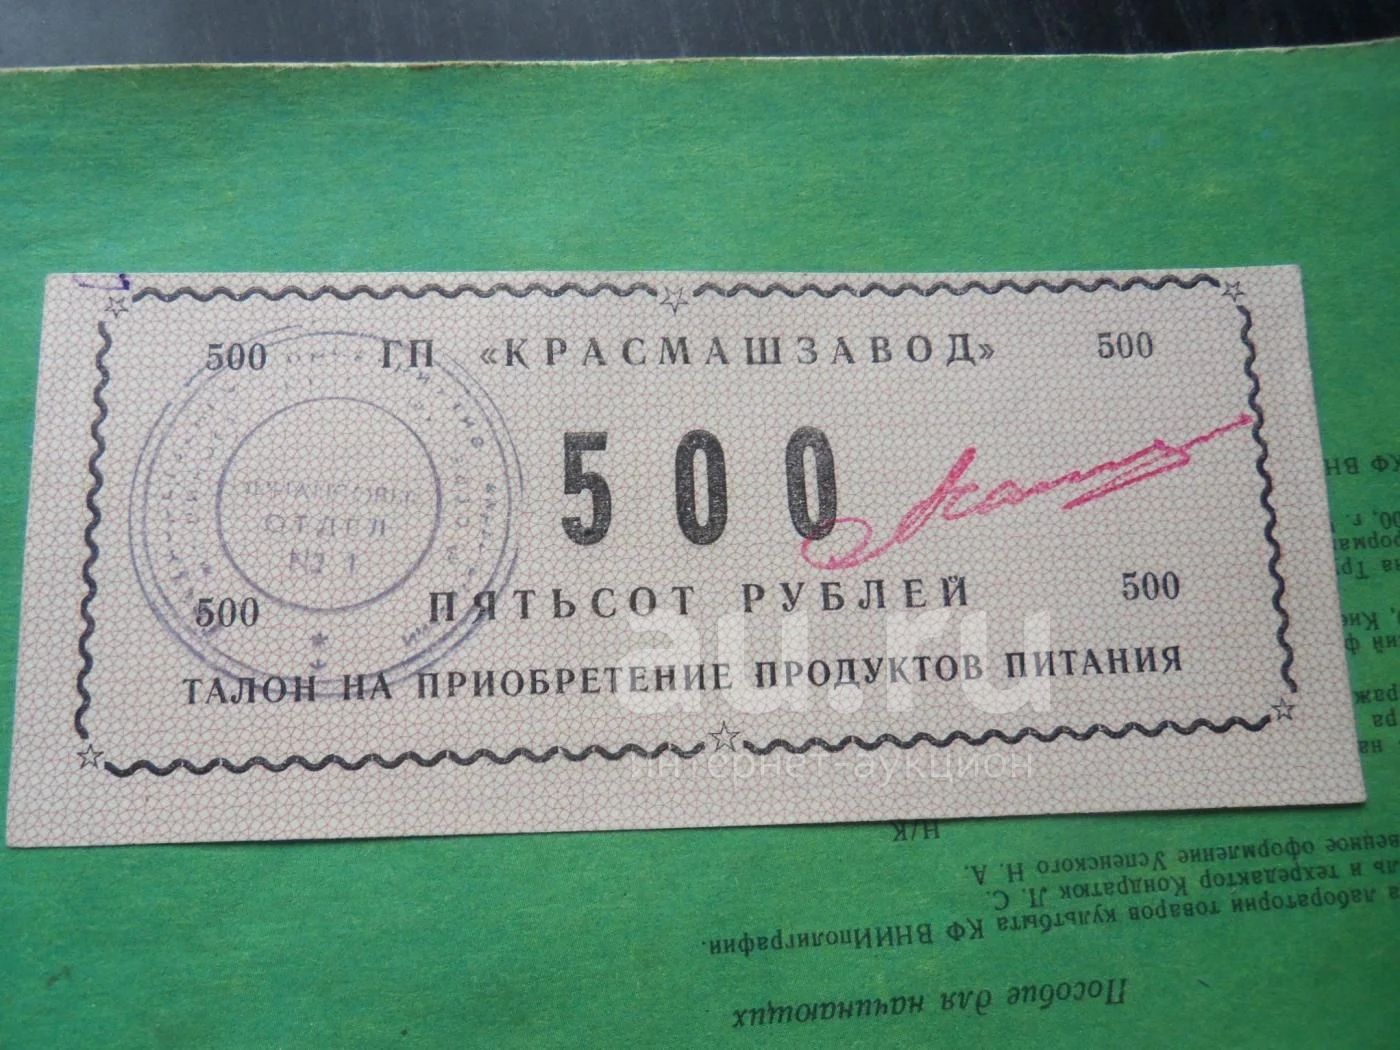 500 ГП «КРАСМАШЗАВОД» 500
500
ПЯТЬСОТ РУБЛЕЙ
500 500
ТАЛОН НА ПРИОБРЕТЕНИЕ ПРОДУКТОВ ПИТАНИЯ
ФИНАНСОВЫЙ
ОТДЕЛ
№ 1
au.ru
интернет-аукцион
Н/К
оформление Успенского Н. А.
и техредактор Кондратюк Л. С.
лаборатории товаров культбыта КФ ВНИИполиграфии.
Пособие для начинающих